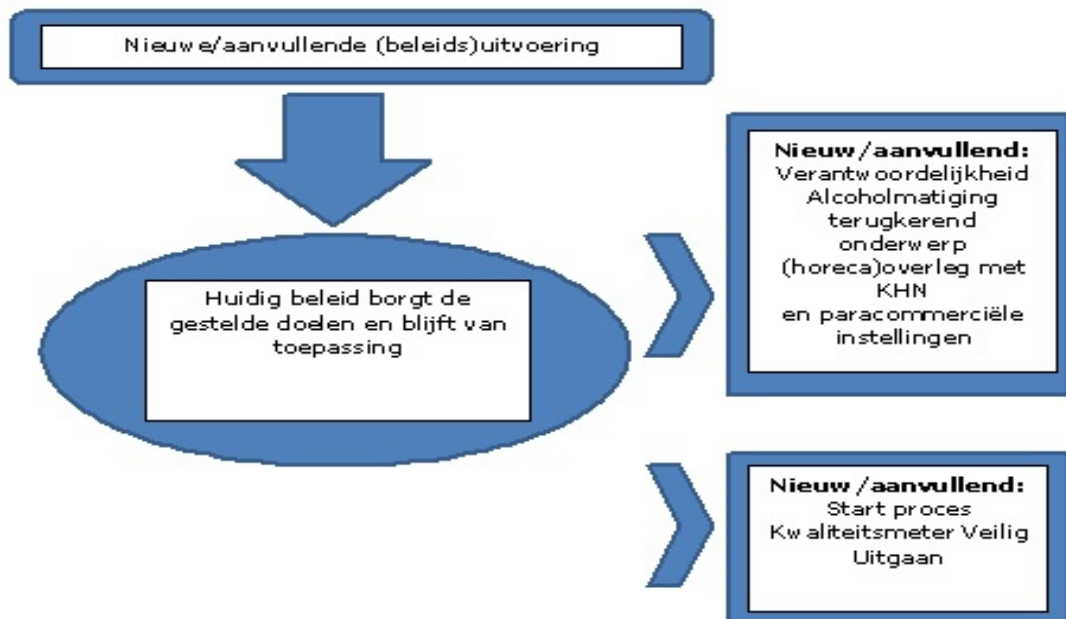 Nieuwe/aanvullende (beleids)uitvoering
Huidig beleid borgt de
gestelde doelen en blijft van
toepassing
Nieuw/aanvullend:
Verantwoordelijkheid
Alcoholmatiging
terugkerend
onderwerp
(horeca)overleg met
KHN
en paracommerciële
instellingen
Nieuw/aanvullend:
Start proces
Kwaliteitsmeter Veilig
Uitgaan